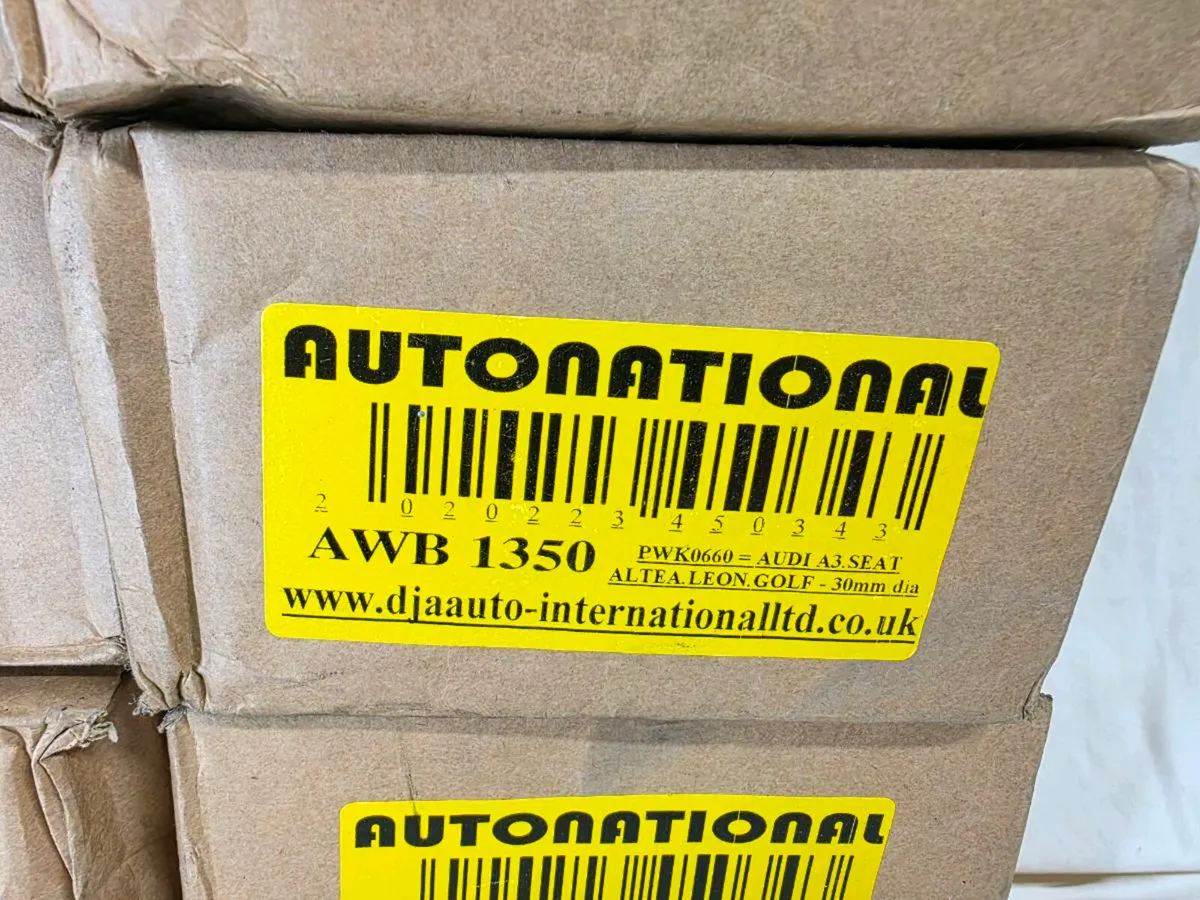 AUTONATIONAL
2 020223 450343
AWB 1350
PWK0660 = AUDI A3.SEAT
ALTEA.LEON.GOLF - 30mm dia
www.djaauto-internationalltd.co.uk
AUTONATIONAL